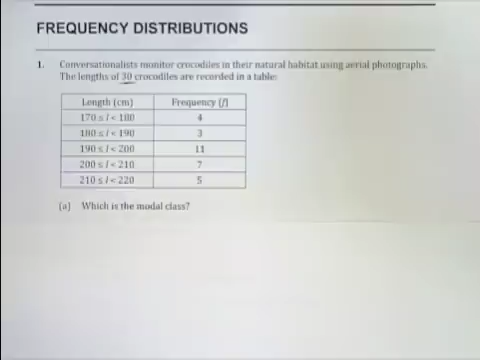 FREQUENCY DISTRIBUTIONS
1. Conversationalists monitor crocodiles in their natural habitat using aerial photographs.
The lengths of 30 crocodiles are recorded in a table:
Length (cm) Frequency (f)
170 ≤ l < 180 4
180 ≤ l < 190 3
190 ≤ l < 200 11
200 ≤ l < 210 7
210 ≤ l < 220 5
(a) Which is the modal class?